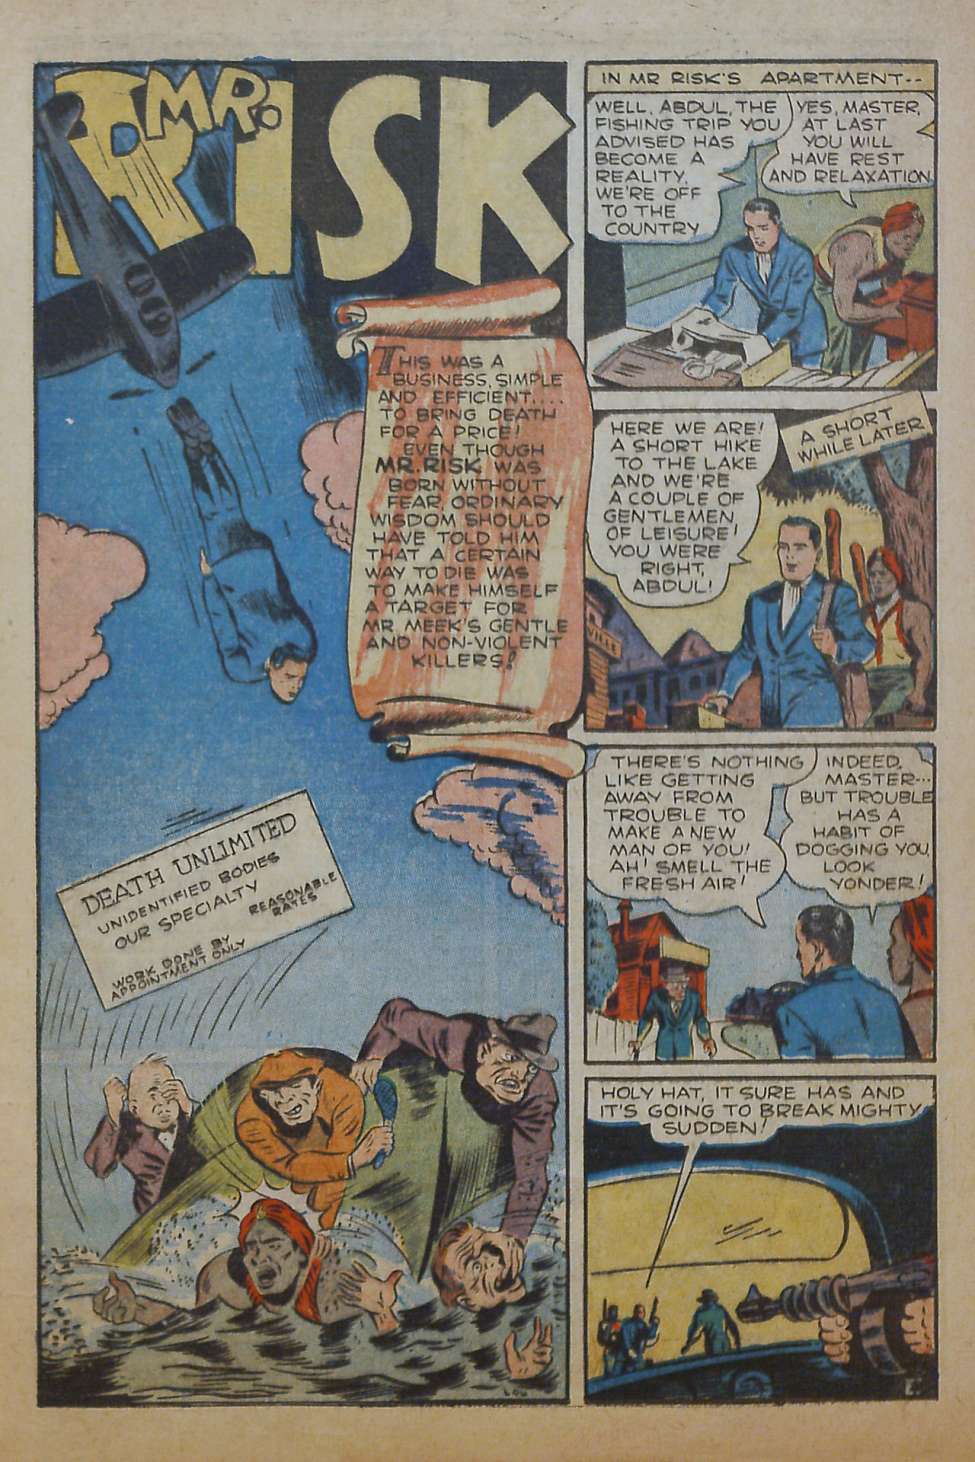 MR. RISK
THIS WAS A
BUSINESS, SIMPLE
AND EFFICIENT....
TO BRING DEATH
FOR A PRICE!
EVEN THOUGH
MR. RISK WAS
BORN WITHOUT
FEAR, ORDINARY
WISDOM SHOULD
HAVE TOLD HIM
THAT A CERTAIN
WAY TO DIE WAS
TO MAKE HIMSELF
A TARGET FOR
MR MEEK'S GENTLE
AND NON-VIOLENT
KILLERS!
DEATH UNLIMITED
UNIDENTIFIED BODIES
OUR SPECIALTY
REASONABLE
RATES
WORK DONE BY
APPOINTMENT ONLY
LOU
IN MR RISK'S APARTMENT--
WELL, ABDUL, THE
FISHING TRIP YOU
ADVISED HAS
BECOME A
REALITY.
WE'RE OFF
TO THE
COUNTRY
YES, MASTER,
AT LAST
YOU WILL
HAVE REST
AND RELAXATION
A SHORT
WHILE LATER
HERE WE ARE!
A SHORT HIKE
TO THE LAKE
AND WE'RE
A COUPLE OF
GENTLEMEN
OF LEISURE!
YOU WERE
RIGHT,
ABDUL!
VILLE
THERE'S NOTHING
LIKE GETTING
AWAY FROM
TROUBLE TO
MAKE A NEW
MAN OF YOU!
AH! SMELL THE
FRESH AIR!
INDEED,
MASTER---
BUT TROUBLE
HAS A
HABIT OF
DOGGING YOU.
LOOK
YONDER!
HOLY HAT, IT SURE HAS AND
IT'S GOING TO BREAK MIGHTY
SUDDEN!